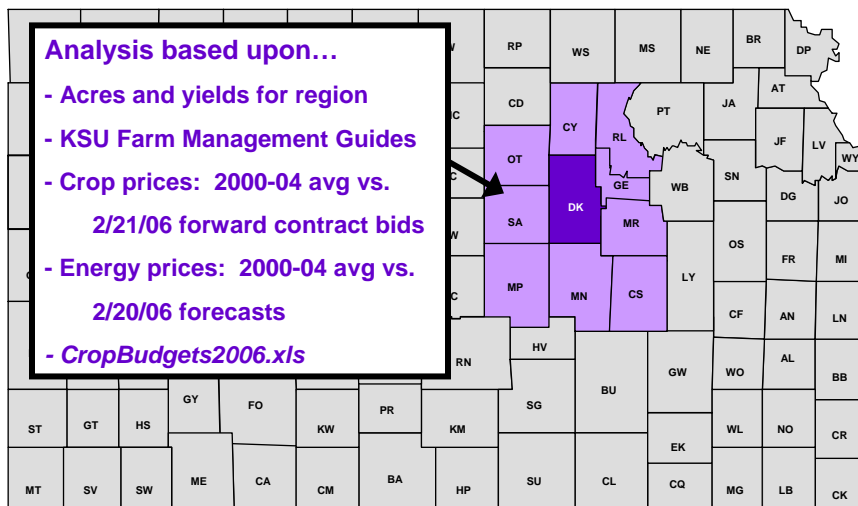 Analysis based upon…
- Acres and yields for region
- KSU Farm Management Guides
- Crop prices: 2000-04 avg vs.
2/21/06 forward contract bids
- Energy prices: 2000-04 avg vs.
2/20/06 forecasts
- CropBudgets2006.xls
RP WS MS NE BR DP
CD CY RL PT JA AT
JF LV WY
OT GE WB SN DG JO
DK
SA MR OS FR MI
MP MN CS LY
CF AN LN
RN HV BU GW WO AL BB
GY FO PR SG
ST GT HS KW KM WL NO CR
EK
MT SV SW ME CA CM BA HP SU CL CQ MG LB CK